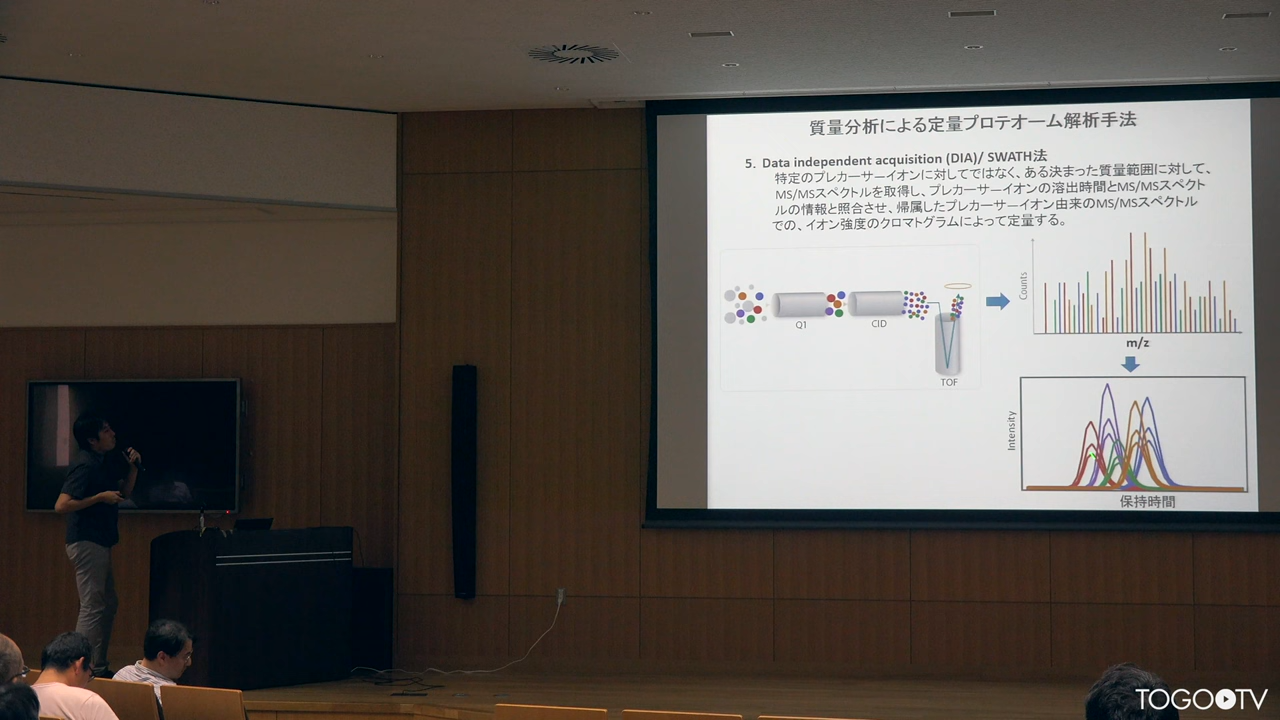 質量分析による定量プロテオーム解析手法
5. Data independent acquisition (DIA)/ SWATH法
特定のプレカーサーイオンに対してではなく、ある決まった質量範囲に対して、
MS/MSスペクトルを取得し、プレカーサーイオンの溶出時間とMS/MSスペクト
ルの情報と照合させ、帰属したプレカーサーイオン由来のMS/MSスペクトル
での、イオン強度のクロマトグラムによって定量する。
Q1
CID
TOF
Counts
m/z
Intensity
保持時間
TOGOTV